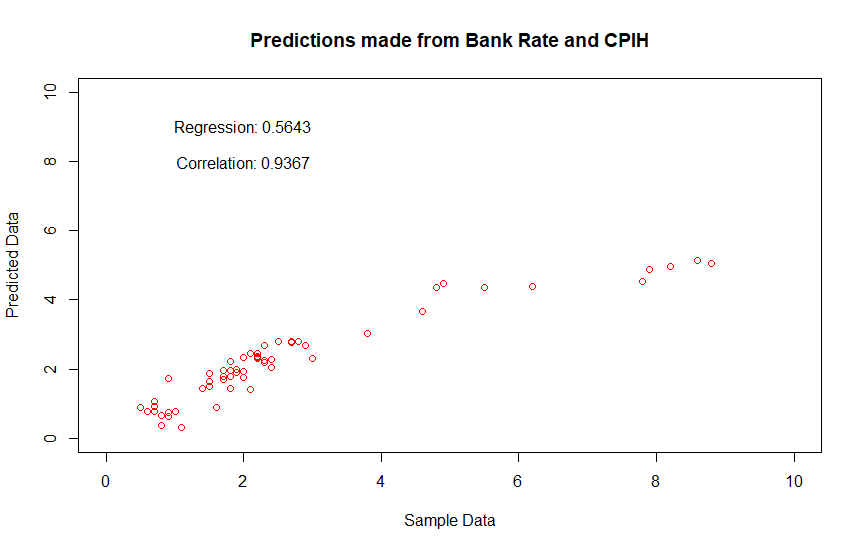 Predictions made from Bank Rate and CPIH
Regression: 0.5643
Correlation: 0.9367
Predicted Data
10
8
6
4
2
0
0 2 4 6 8 10
Sample Data